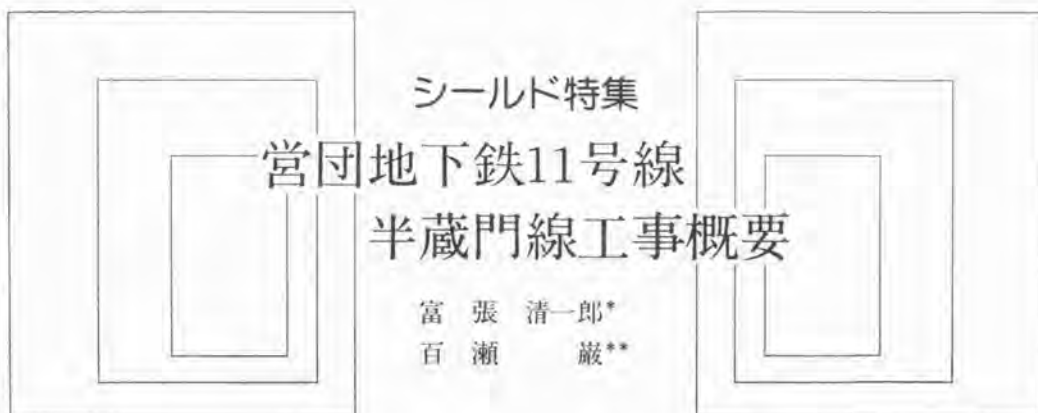 シールド特集
営団地下鉄11号線
半蔵門線工事概要
富張清一郎*
百瀬巌**